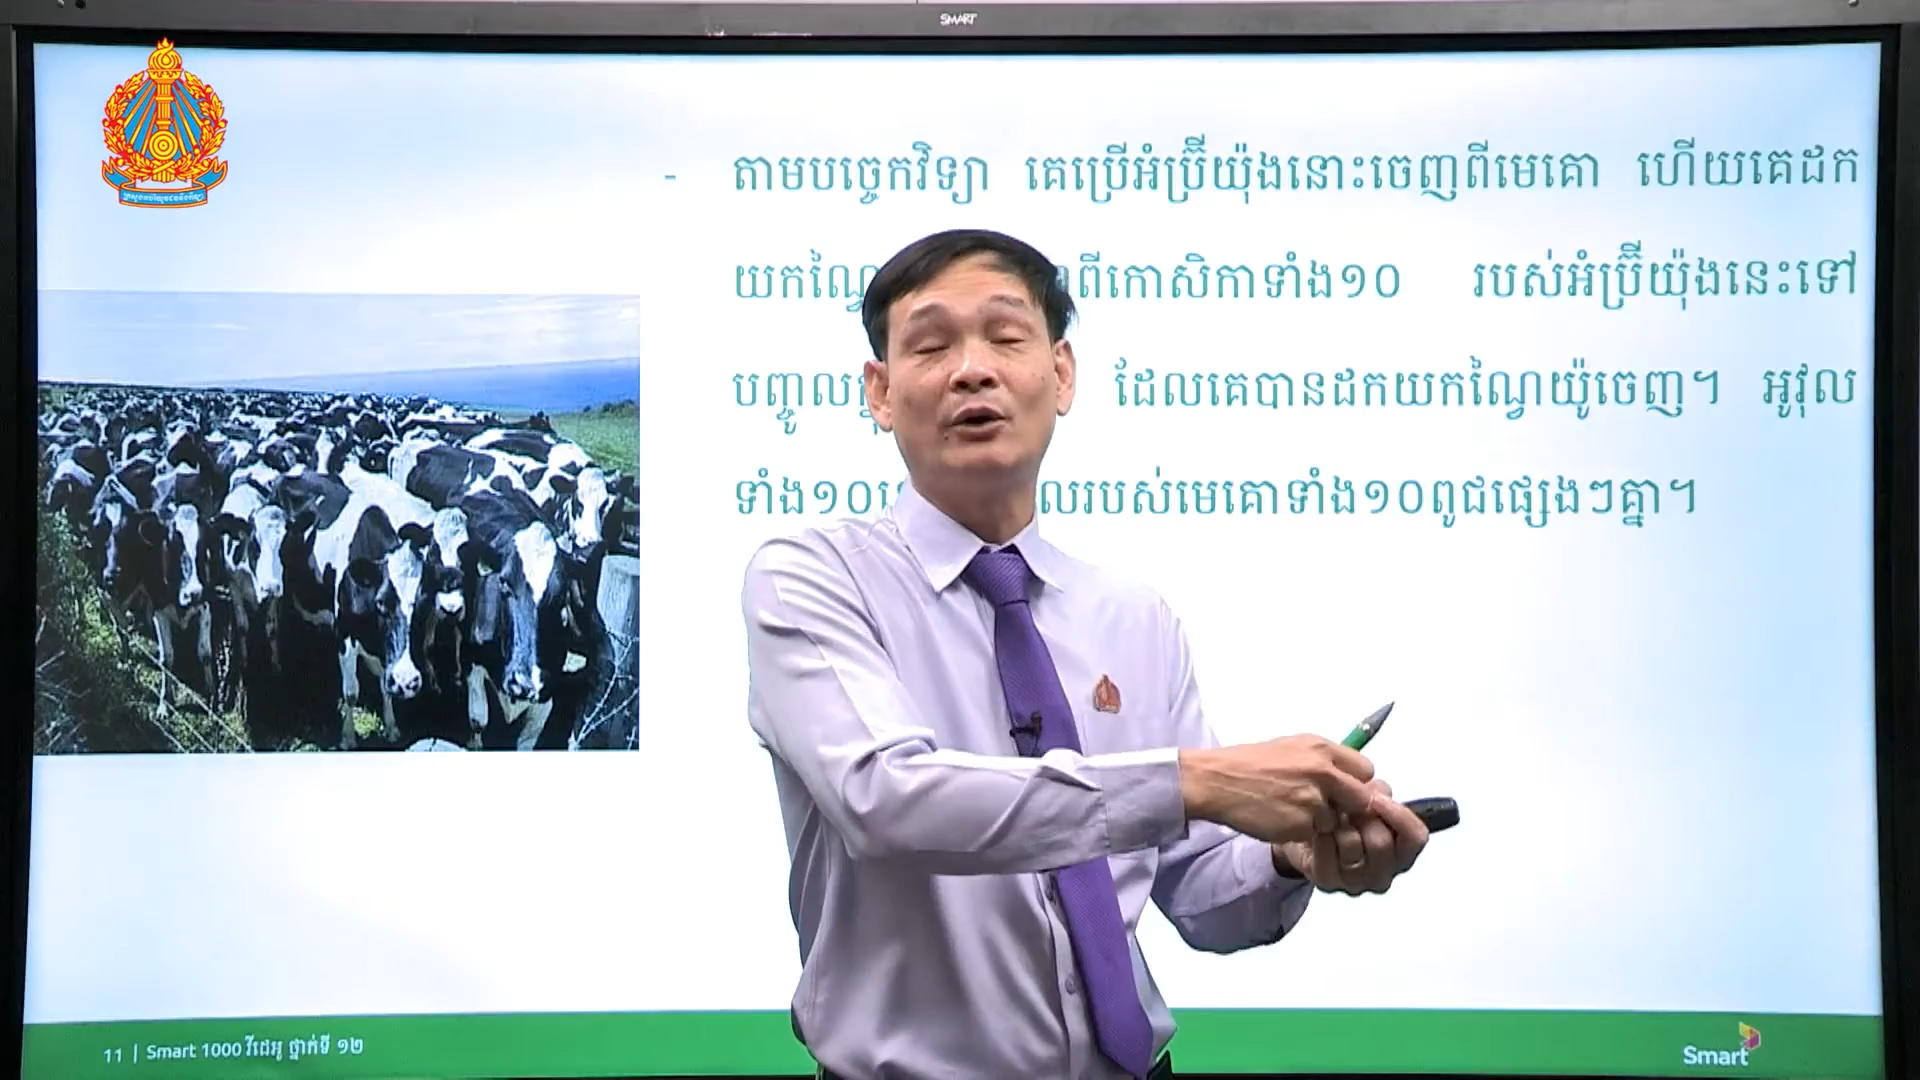 SMART
- តាមបច្ចេកវិទ្យា គេប្រើអំប្រ៊ីយ៉ុងនោះចេញពីមេគោ ហើយគេដក
យកណ្វៃ ពីកោសិកាទាំង១០ របស់អំប្រ៊ីយ៉ុងនេះទៅ
បញ្ចូល ដែលគេបានដកយកណ្វៃយ៉ូចេញ។ អូវុល
ទាំង១០ របស់មេគោទាំង១០ពូជផ្សេងៗគ្នា។
11 | Smart 1000 វីដេអូ ថ្នាក់ទី ១២
Smart